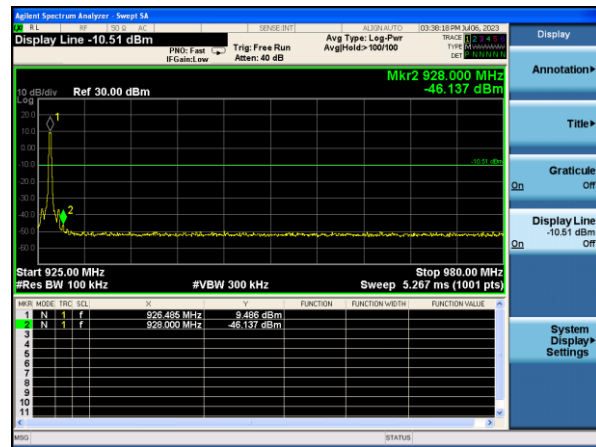 Agilent Spectrum Analyzer - Swept SA
RL RF 50 Ω AC SENSE:INT ALIGN AUTO 03:38:18 PM Jul 06, 2023
Display Line -10.51 dBm
PNO: Fast
IFGain:Low
Trig: Free Run
Atten: 40 dB
Avg Type: Log-Pwr
Avg|Hold:>100/100
TRACE 1 2 3 4 5 6
TYPE M
DET P N N N N N
Mkr2 928.000 MHz
-46.137 dBm
10 dB/div Ref 30.00 dBm
Log
20.0
10.0
0.00
-10.0
-20.0
-30.0
-40.0
-50.0
-60.0
1
2
-10.51 dBm
Start 925.00 MHz Stop 980.00 MHz
#Res BW 100 kHz #VBW 300 kHz Sweep 5.267 ms (1001 pts)
MKR MODE TRC SCL X Y FUNCTION FUNCTION WIDTH FUNCTION VALUE
1 N 1 f 926.485 MHz 9.486 dBm
2 N 1 f 928.000 MHz -46.137 dBm
3
4
5
6
7
8
9
10
11
MSG STATUS
Display
Annotation
Title
Graticule
On Off
Display Line
-10.51 dBm
On Off
System
Display
Settings